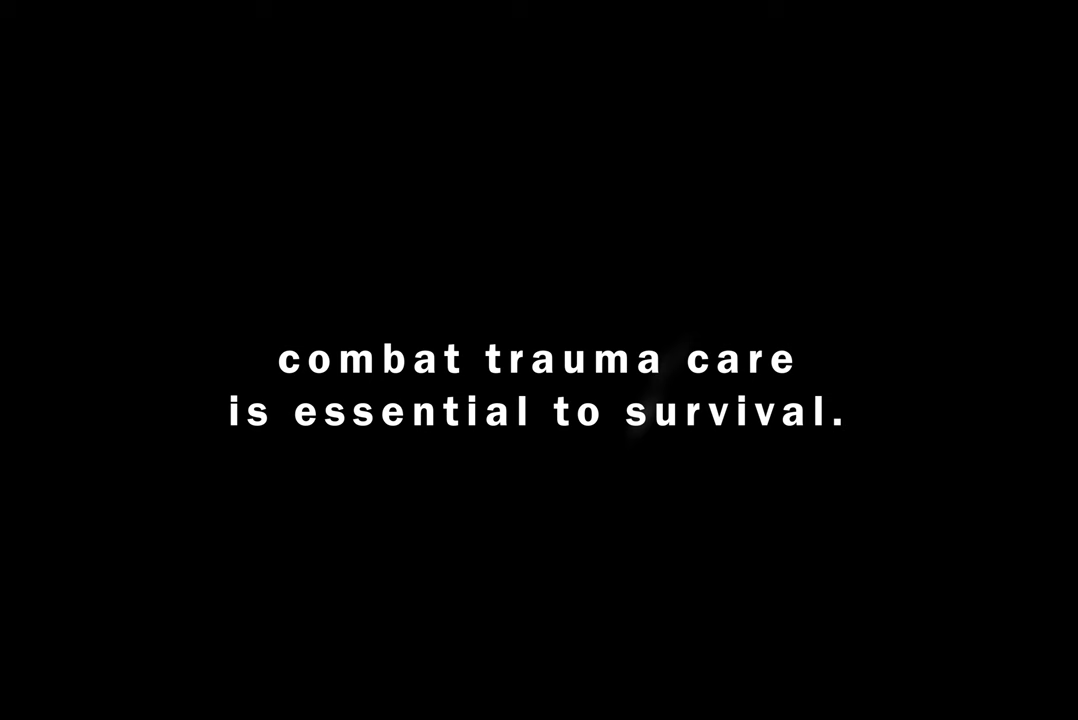 combat trauma care
is essential to survival.